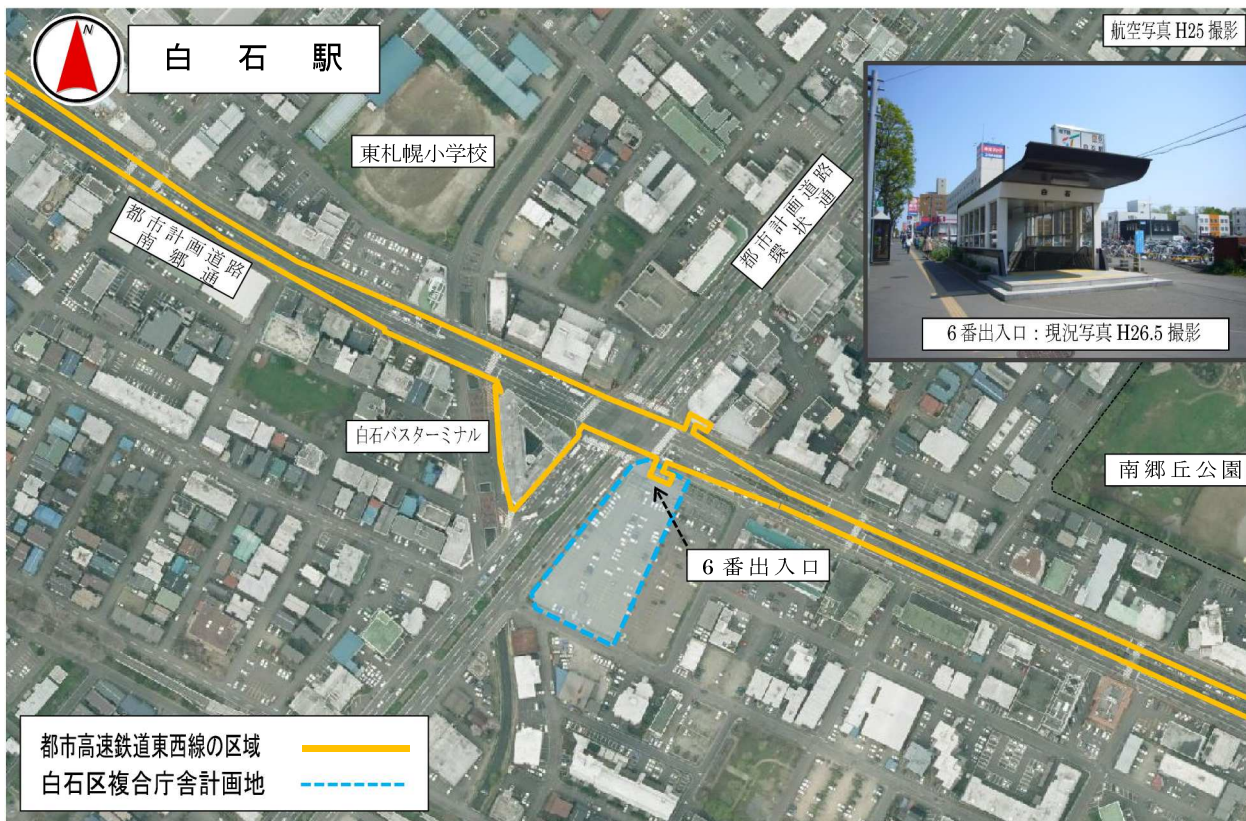 N
白石駅
航空写真 H25 撮影
東札幌小学校
都市計画道路
環状通
都市計画道路
南郷通
白石
6番出入口：現況写真 H26.5 撮影
白石バスターミナル
南郷丘公園
6番出入口
都市高速鉄道東西線の区域
白石区複合庁舎計画地